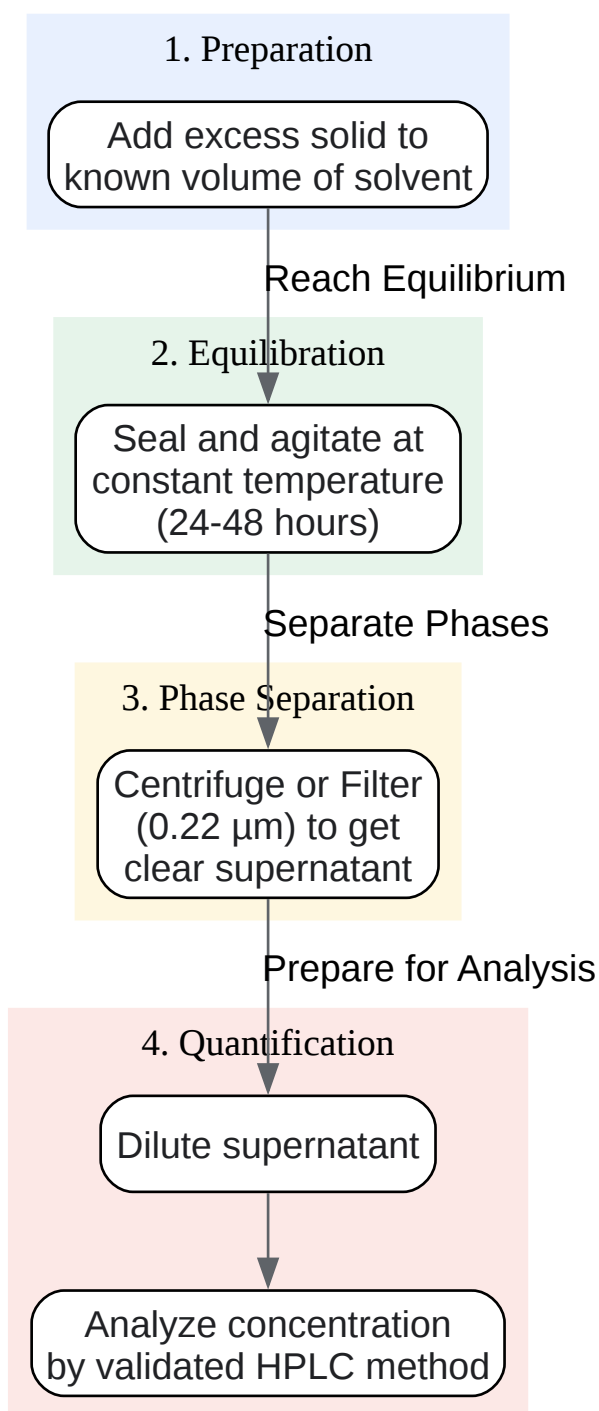 1. Preparation
Add excess solid to
known volume of solvent
Reach Equilibrium
2. Equilibration
Seal and agitate at
constant temperature
(24-48 hours)
Separate Phases
3. Phase Separation
Centrifuge or Filter
(0.22 µm) to get
clear supernatant
Prepare for Analysis
4. Quantification
Dilute supernatant
Analyze concentration
by validated HPLC method